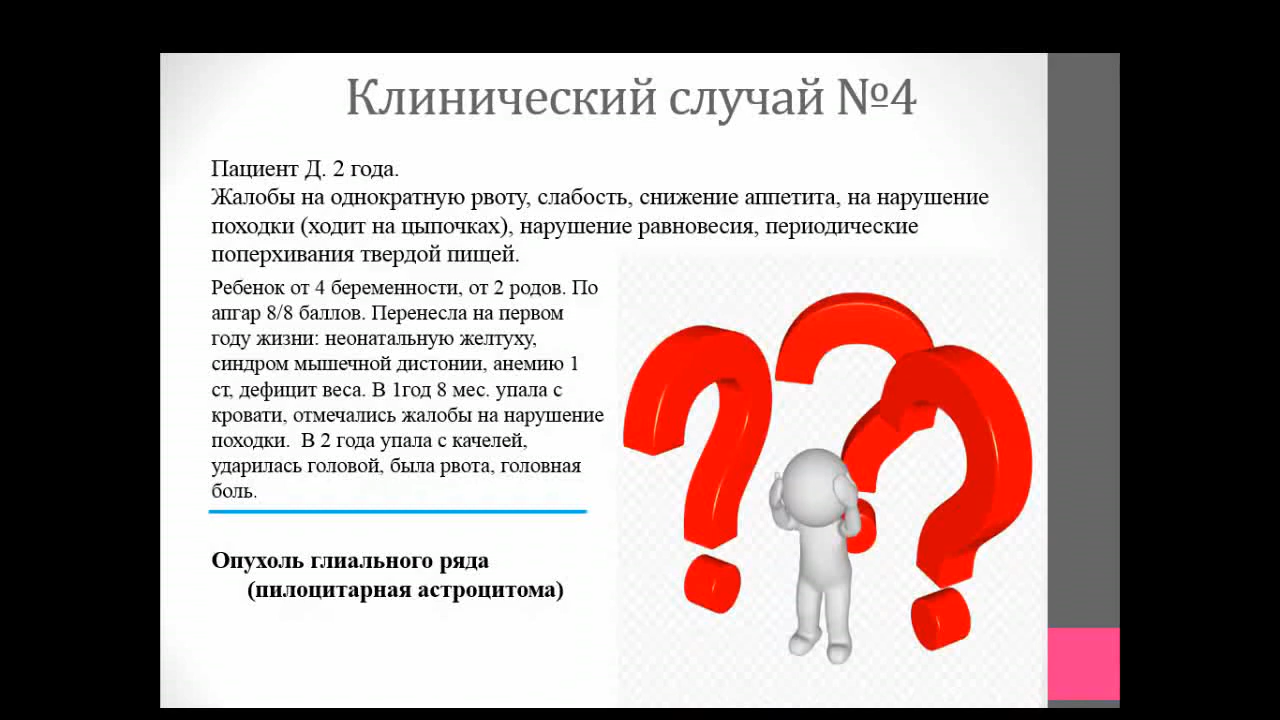 Клинический случай №4
Пациент Д. 2 года.
Жалобы на однократную рвоту, слабость, снижение аппетита, на нарушение
походки (ходит на цыпочках), нарушение равновесия, периодические
поперхивания твердой пищей.
Ребенок от 4 беременности, от 2 родов. По
апгар 8/8 баллов. Перенесла на первом
году жизни: неонатальную желтуху,
синдром мышечной дистонии, анемию 1
ст, дефицит веса. В 1год 8 мес. упала с
кровати, отмечались жалобы на нарушение
походки.  В 2 года упала с качелей,
ударилась головой, была рвота, головная
боль.
Опухоль глиального ряда
(пилоцитарная астроцитома)